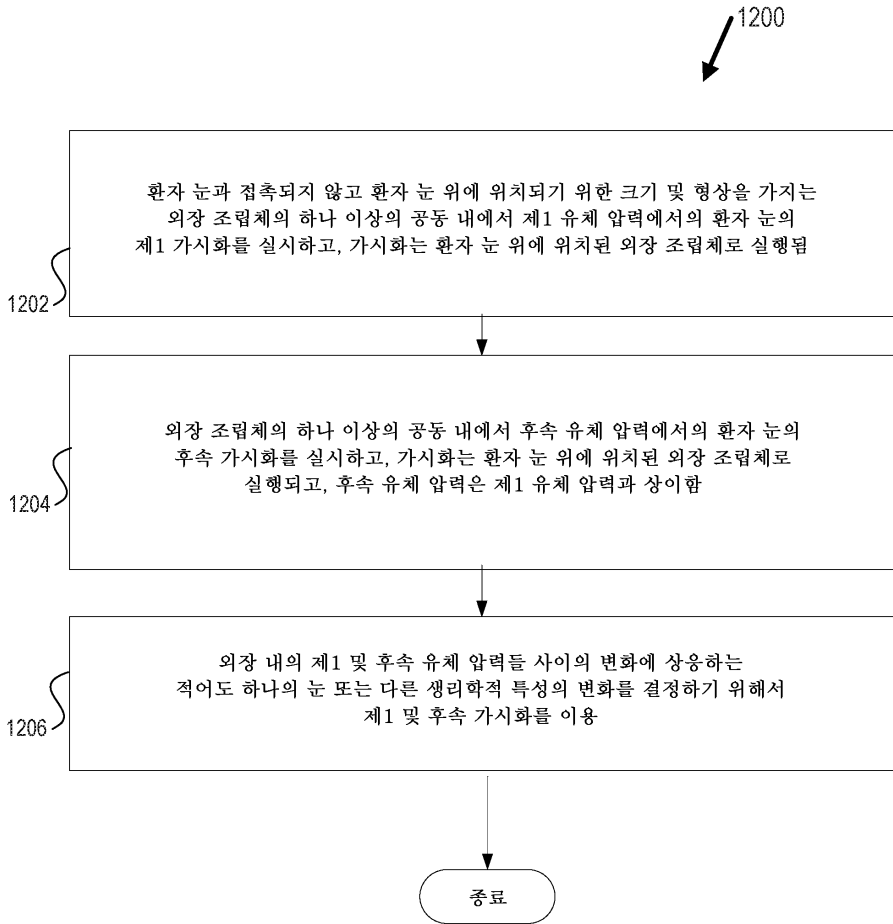 1200
환자 눈과 접촉되지 않고 환자 눈 위에 위치되기 위한 크기 및 형상을 가지는
외장 조립체의 하나 이상의 공동 내에서 제1 유체 압력에서의 환자 눈의
제1 가시화를 실시하고, 가시화는 환자 눈 위에 위치된 외장 조립체로 실행됨
1202
외장 조립체의 하나 이상의 공동 내에서 후속 유체 압력에서의 환자 눈의
후속 가시화를 실시하고, 가시화는 환자 눈 위에 위치된 외장 조립체로
실행되고, 후속 유체 압력은 제1 유체 압력과 상이함
1204
외장 내의 제1 및 후속 유체 압력들 사이의 변화에 상응하는
적어도 하나의 눈 또는 다른 생리학적 특성의 변화를 결정하기 위해서
제1 및 후속 가시화를 이용
1206
종료